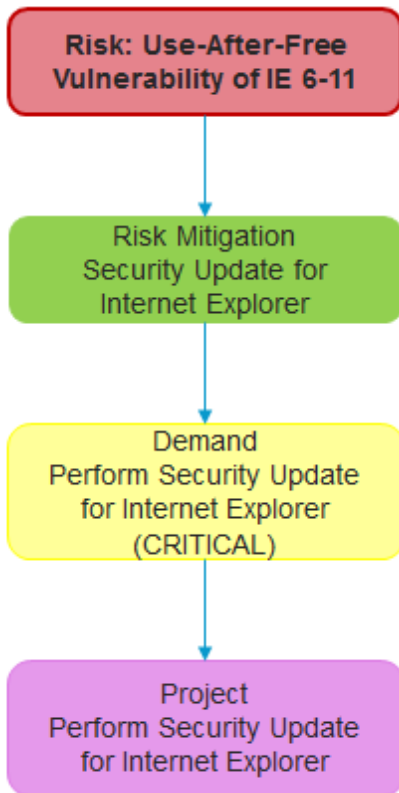 Risk: Use-After-Free
Vulnerability of IE 6-11
Risk Mitigation
Security Update for
Internet Explorer
Demand
Perform Security Update
for Internet Explorer
(CRITICAL)
Project
Perform Security Update
for Internet Explorer